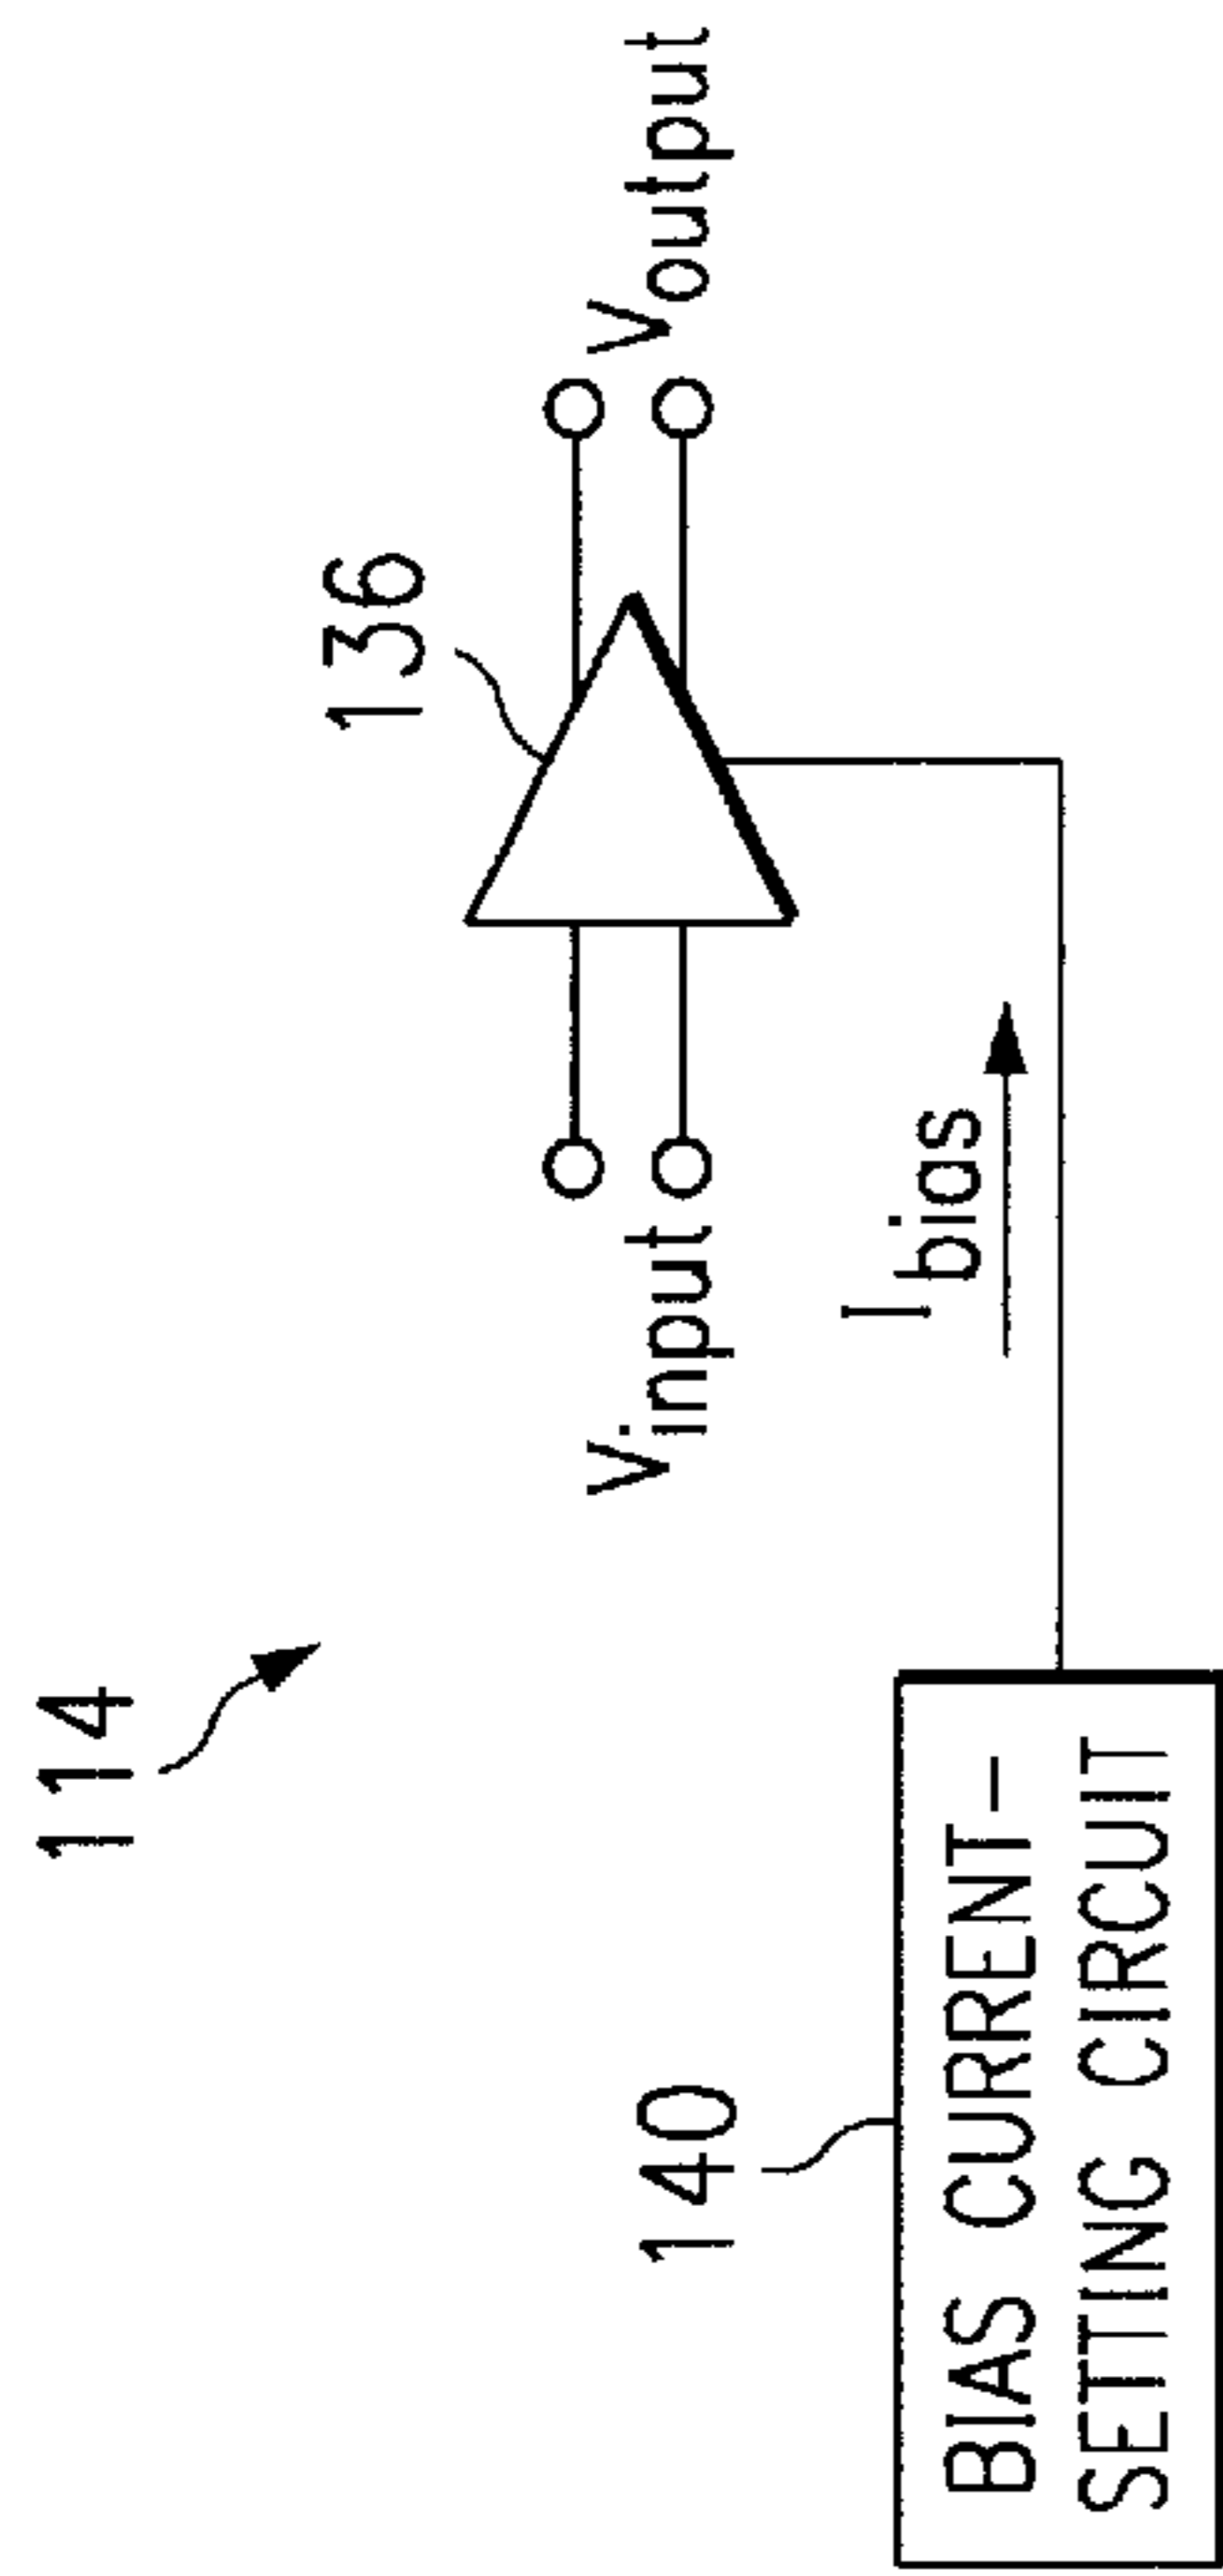 114
136
Vinput
Voutput
Ibias
140
BIAS CURRENT-
SETTING CIRCUIT